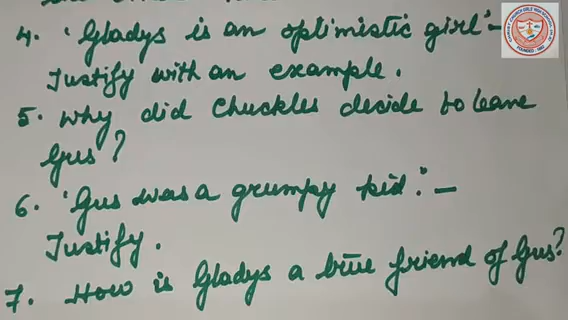 4. 'Gladys is an optimistic girl'-
Justify with an example.
5. Why did Chuckles decide to leave
Gus?
6. 'Gus was a grumpy kid.' -
Justify.
7. How is Gladys a true friend of Gus?